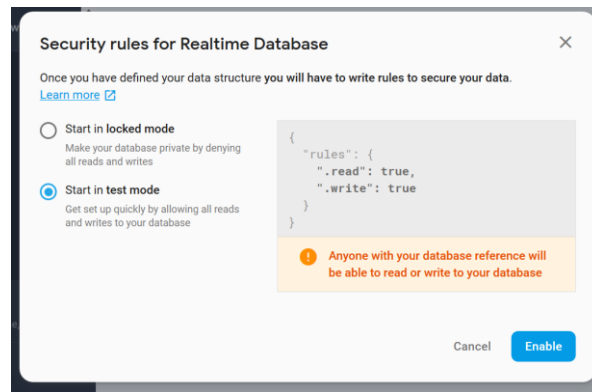 Security rules for Realtime Database
Once you have defined your data structure you will have to write rules to secure your data.
Learn more
Start in locked mode
Make your database private by denying
all reads and writes
Start in test mode
Get set up quickly by allowing all reads
and writes to your database
{
"rules": {
".read": true,
".write": true
}
}
Anyone with your database reference will
be able to read or write to your database
Cancel
Enable